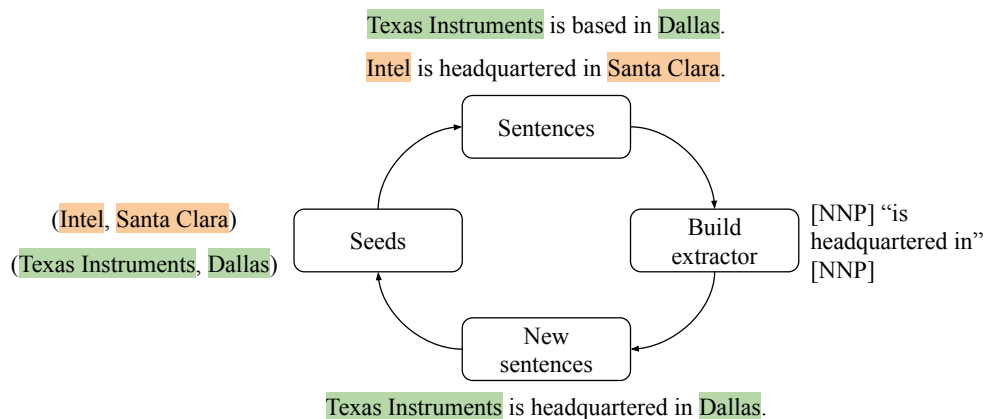 Texas Instruments is based in Dallas.
Intel is headquartered in Santa Clara.
Sentences
(Intel, Santa Clara)
(Texas Instruments, Dallas)
Seeds
Build
extractor
[NNP] “is
headquartered in”
[NNP]
New
sentences
Texas Instruments is headquartered in Dallas.